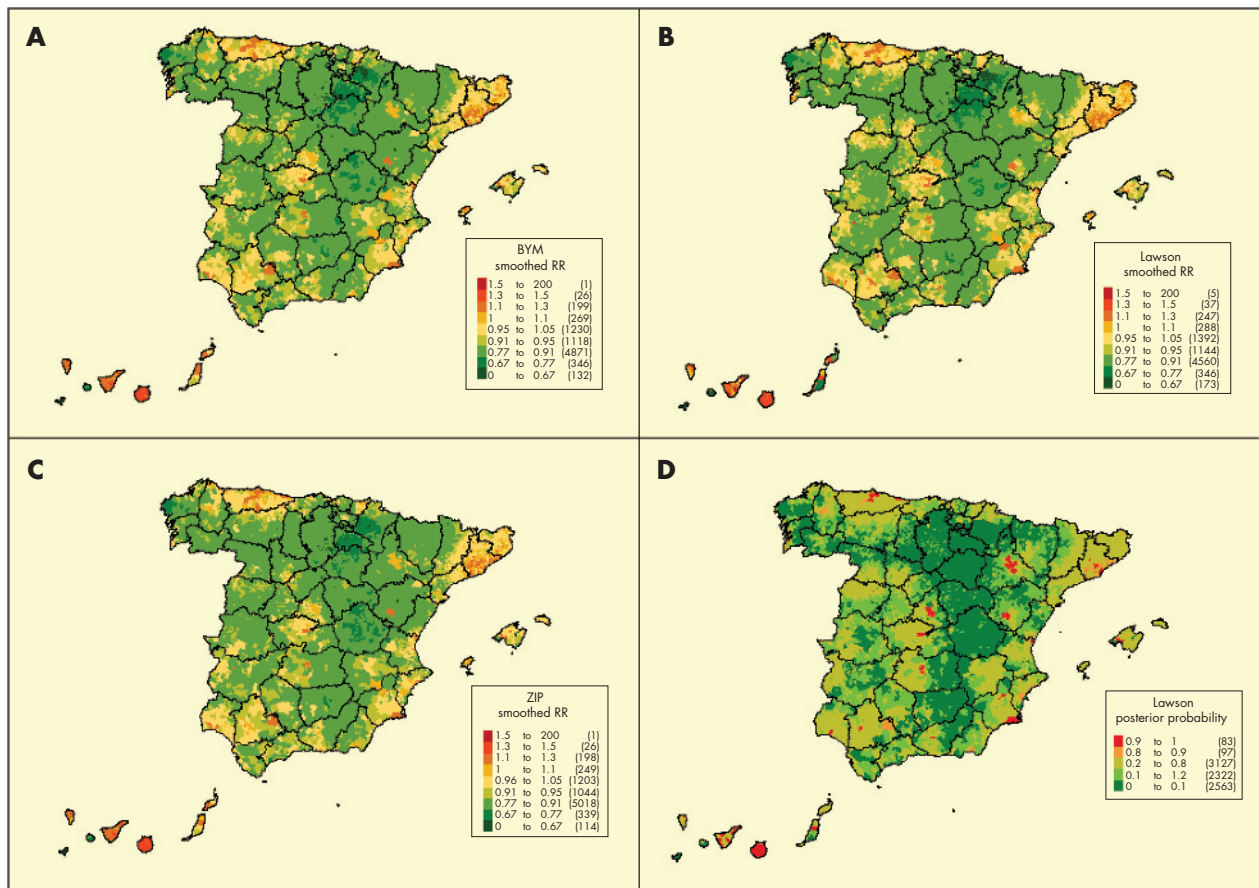 A
BYM
smoothed RR
1.5 to 200 (1)
1.3 to 1.5 (26)
1.1 to 1.3 (199)
1 to 1.1 (269)
0.95 to 1.05 (1230)
0.91 to 0.95 (1118)
0.77 to 0.91 (4871)
0.67 to 0.77 (346)
0 to 0.67 (132)
B
Lawson
smoothed RR
1.5 to 200 (5)
1.3 to 1.5 (37)
1.1 to 1.3 (247)
1 to 1.1 (288)
0.95 to 1.05 (1392)
0.91 to 0.95 (1144)
0.77 to 0.91 (4560)
0.67 to 0.77 (346)
0 to 0.67 (173)
C
ZIP
smoothed RR
1.5 to 200 (1)
1.3 to 1.5 (26)
1.1 to 1.3 (198)
1 to 1.1 (249)
0.96 to 1.05 (1203)
0.91 to 0.95 (1044)
0.77 to 0.91 (5018)
0.67 to 0.77 (339)
0 to 0.67 (114)
D
Lawson
posterior probability
0.9 to 1 (83)
0.8 to 0.9 (97)
0.2 to 0.8 (3127)
0.1 to 1.2 (2322)
0 to 0.1 (2563)